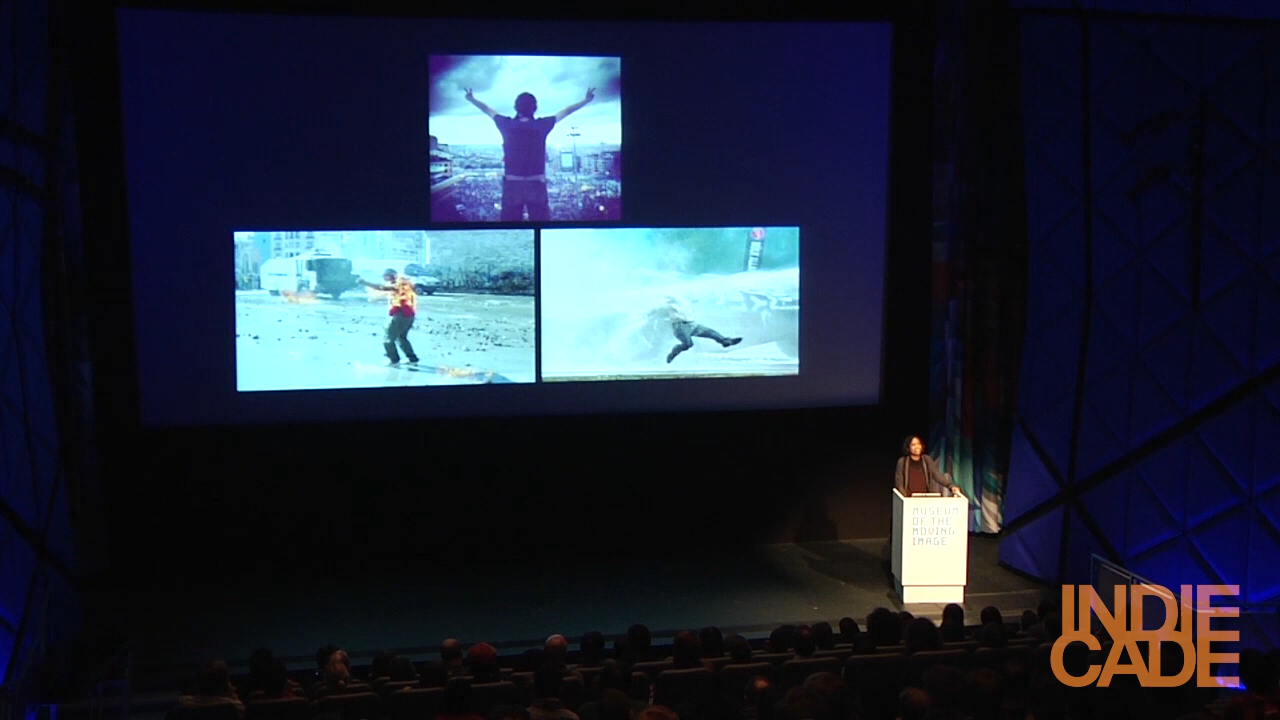 MUSEUM
OF THE
MOVING
IMAGE
INDIE
CADE